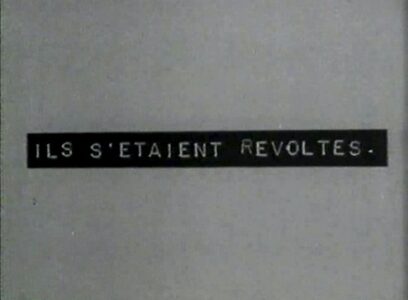 ILS S'ETAIENT REVOLTES.